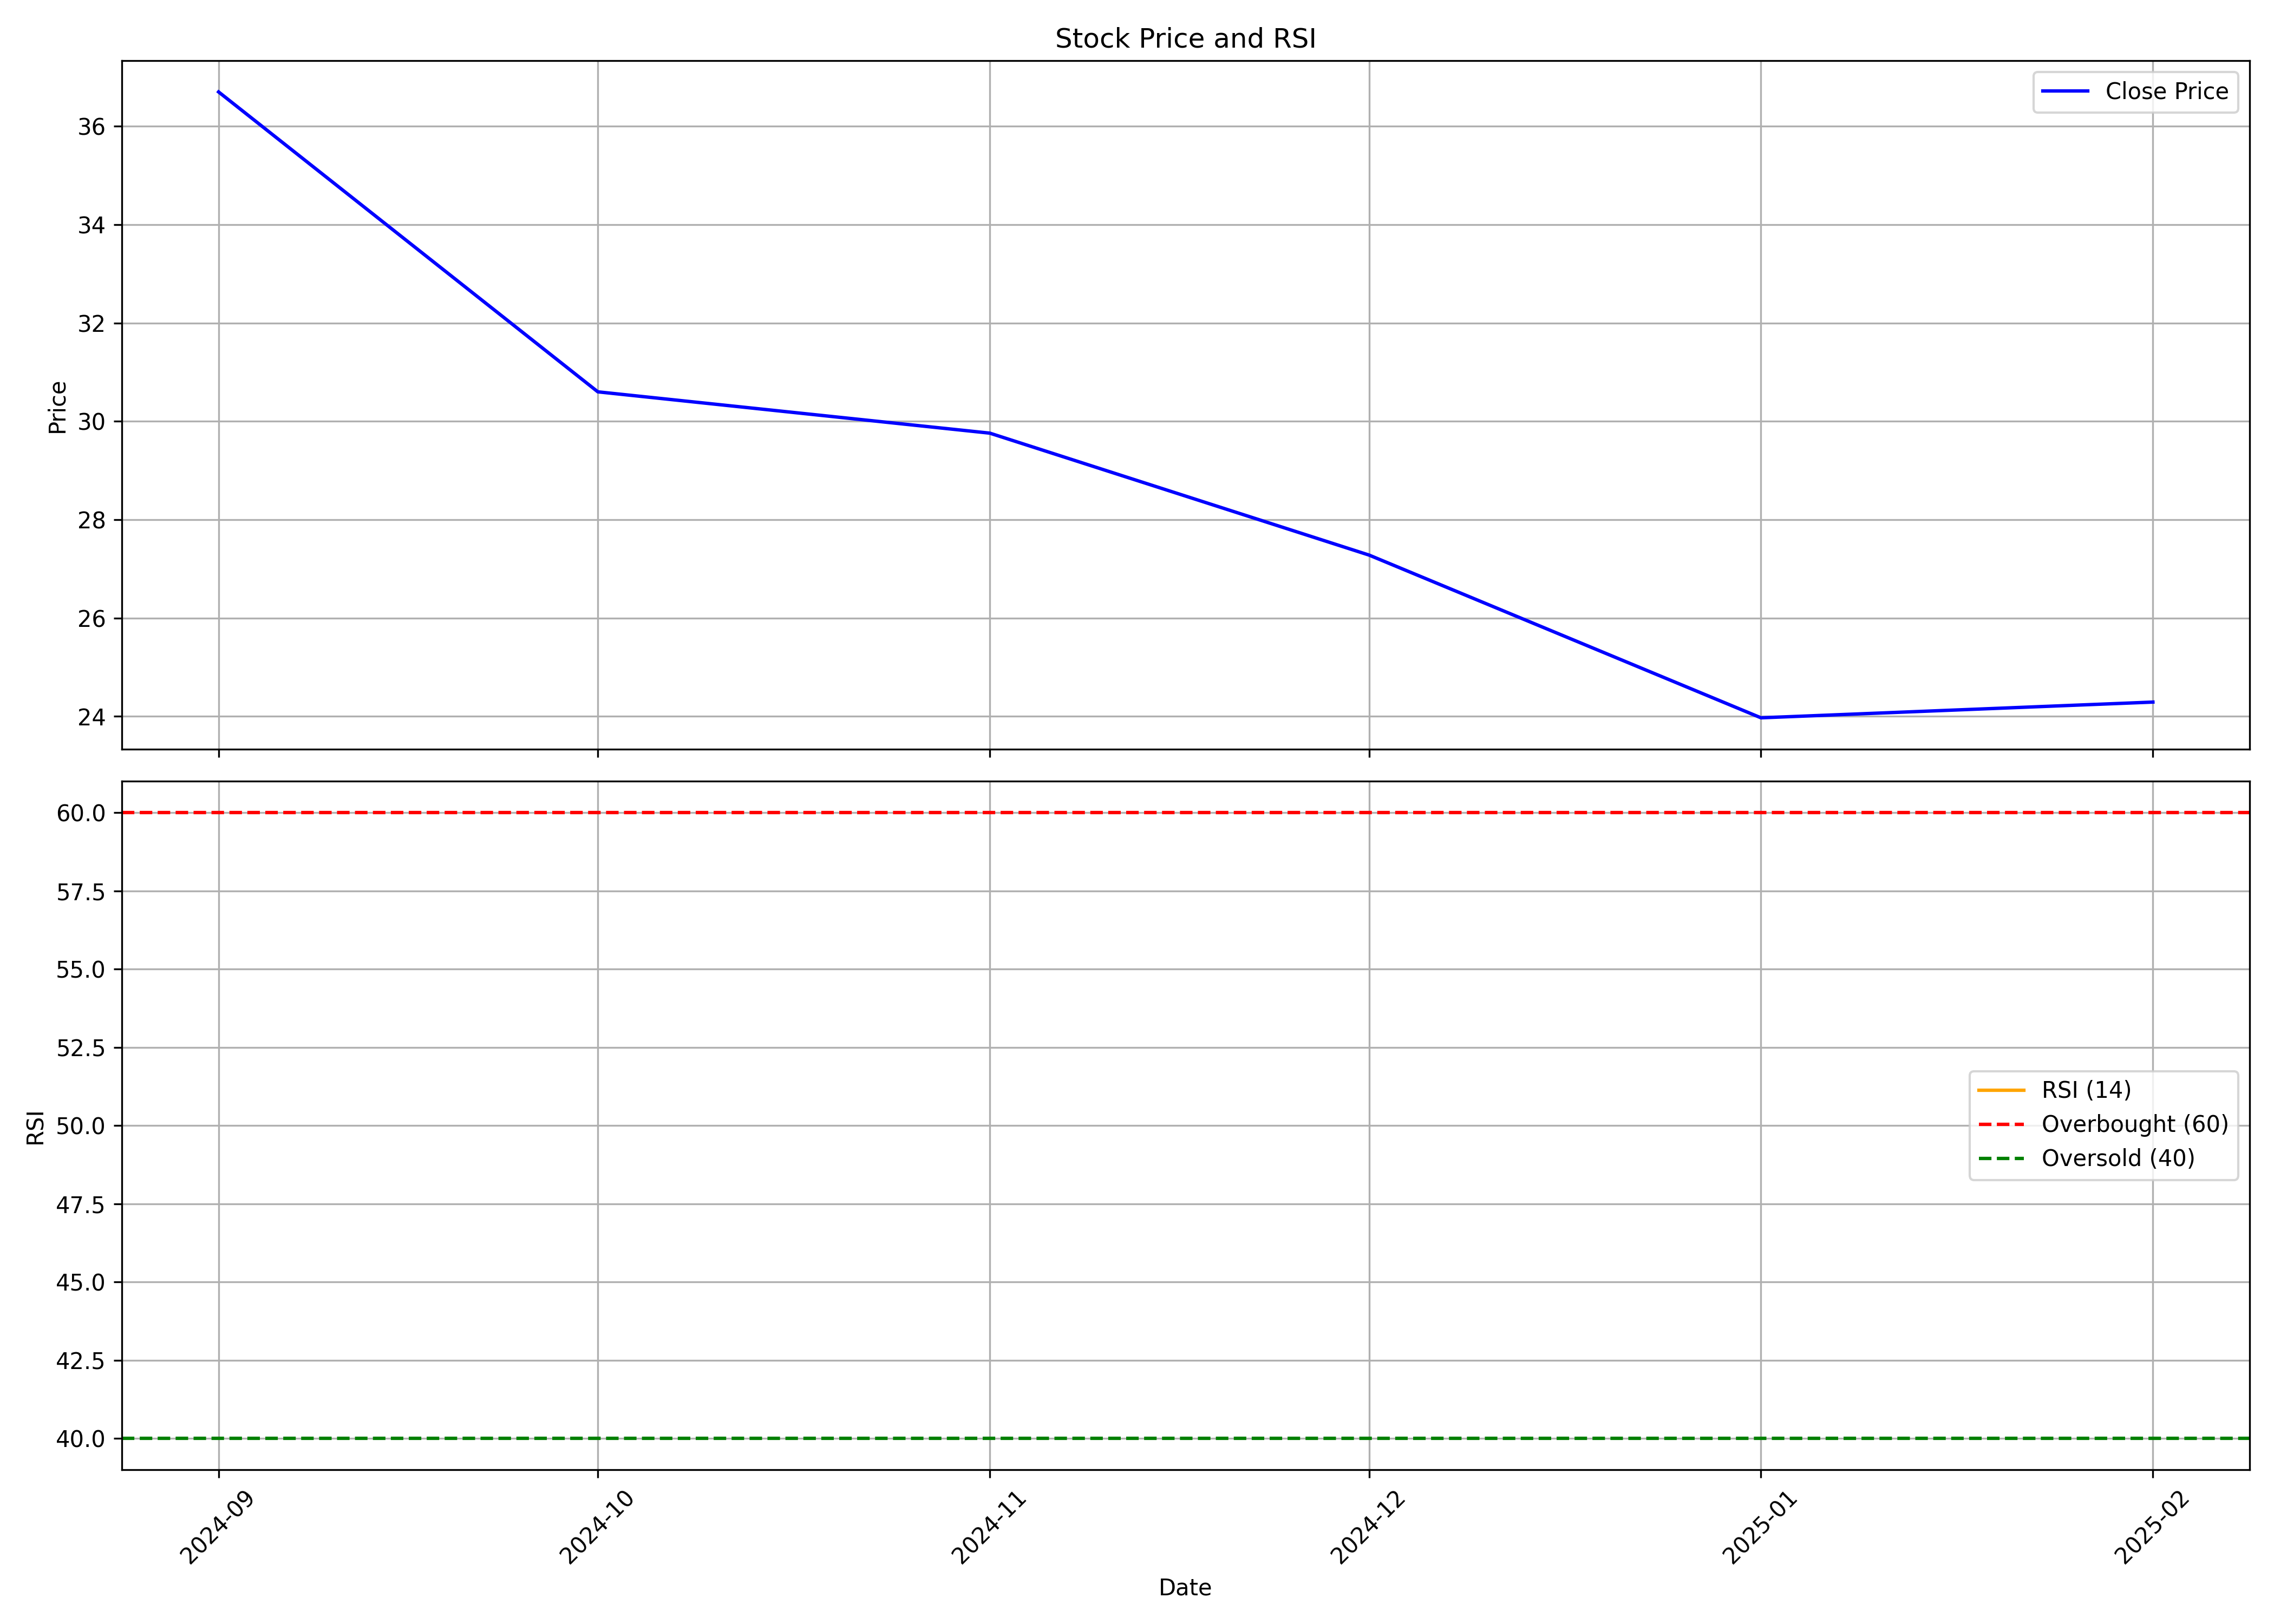 Stock Price and RSI
Close Price
Price
36
34
32
30
28
26
24
RSI
60.0
57.5
55.0
52.5
50.0
47.5
45.0
42.5
40.0
RSI (14)
Overbought (60)
Oversold (40)
2024-09
2024-10
2024-11
2024-12
2025-01
2025-02
Date